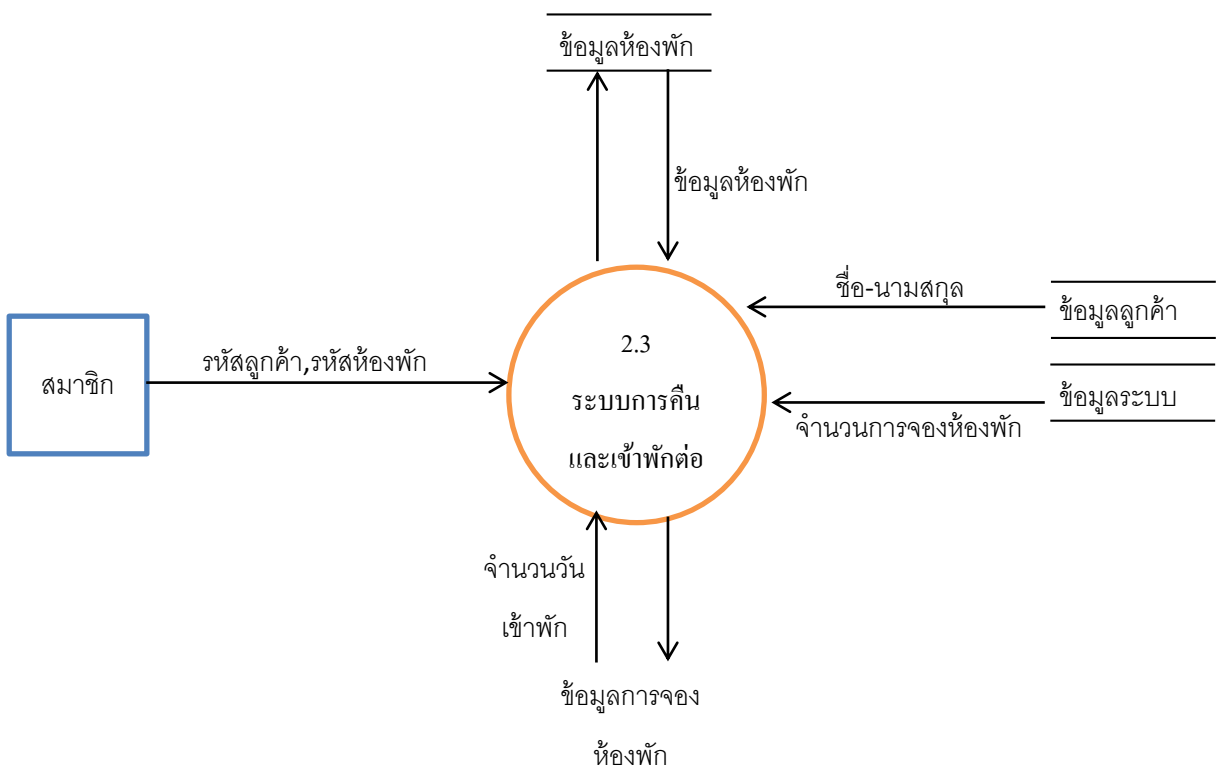 ข้อมูลห้องพัก
ข้อมูลห้องพัก
ชื่อ-นามสกุล
ข้อมูลลูกค้า
2.3
ระบบการคืน
และเข้าพักต่อ
สมาชิก
รหัสลูกค้า,รหัสห้องพัก
ข้อมูลระบบ
จำนวนการจองห้องพัก
จำนวนวัน
เข้าพัก
ข้อมูลการจอง
ห้องพัก